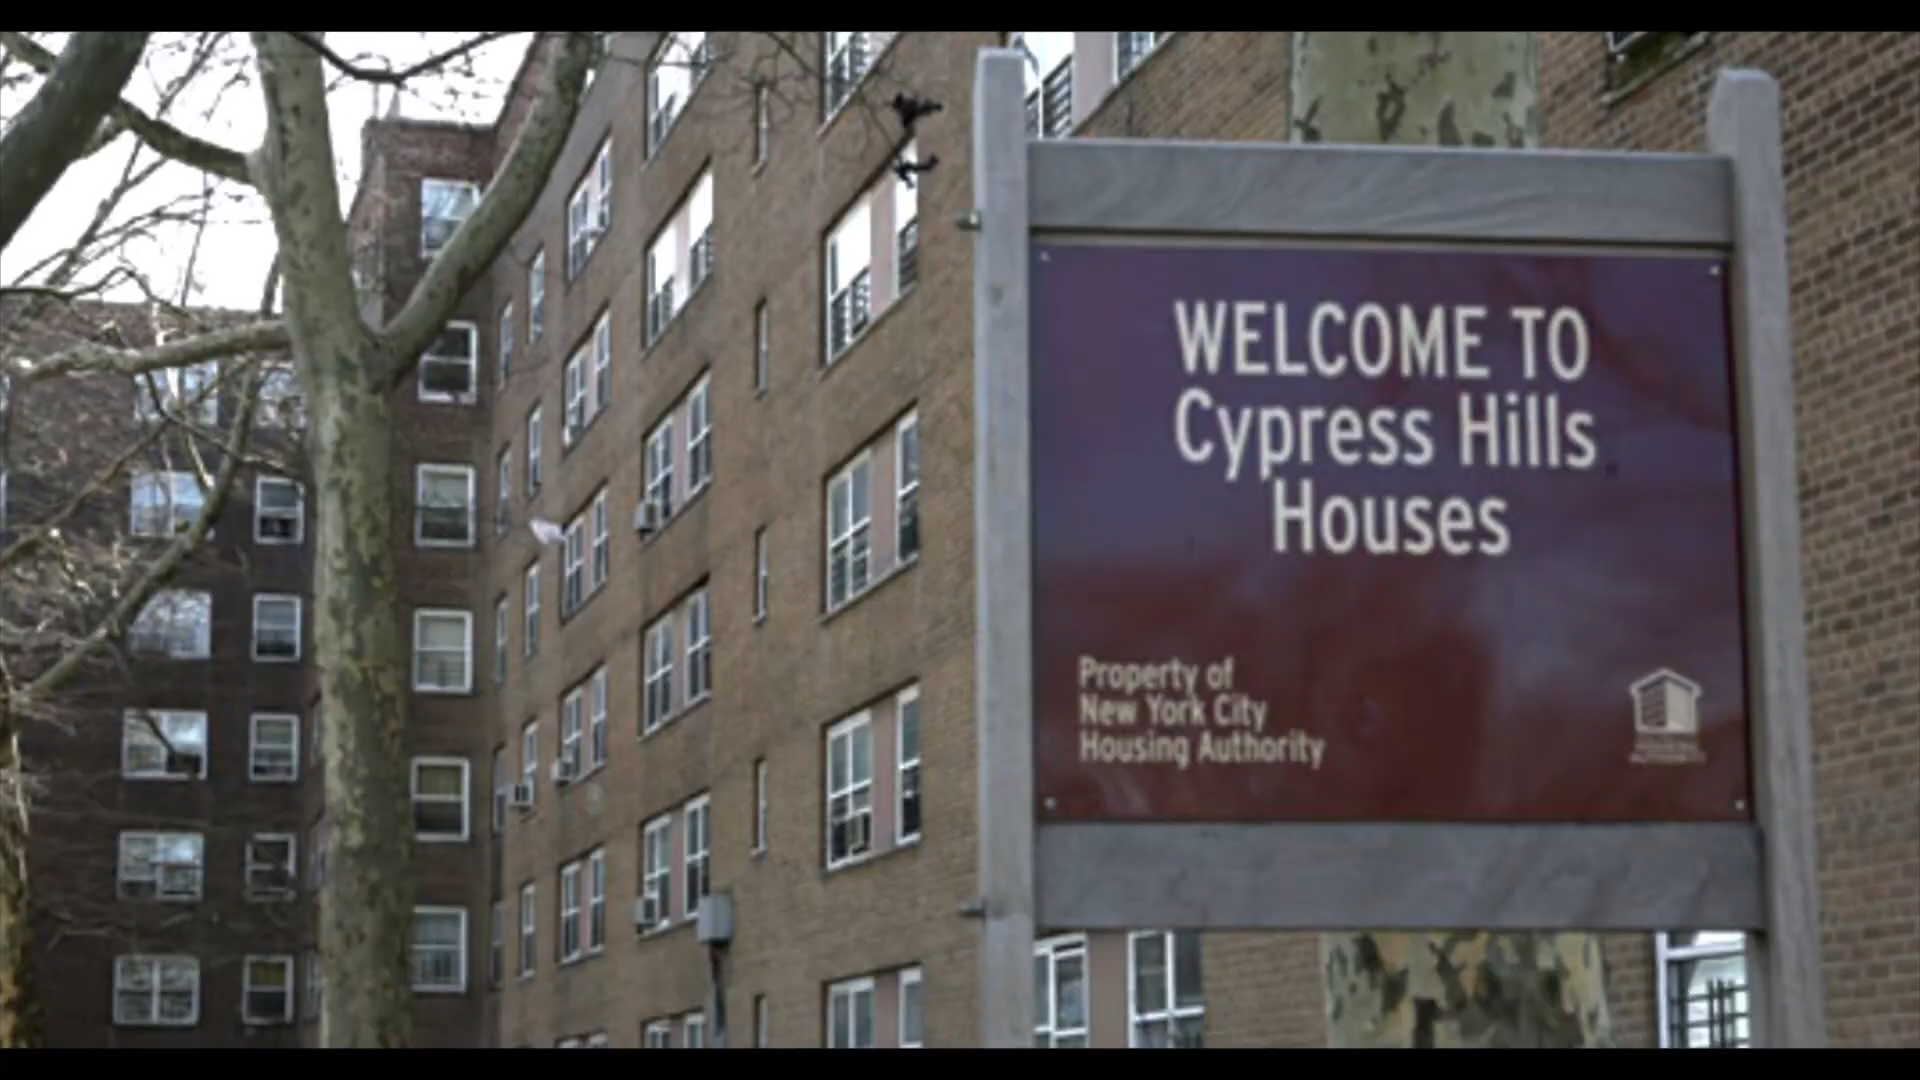 WELCOME TO
Cypress Hills
Houses
Property of
New York City
Housing Authority